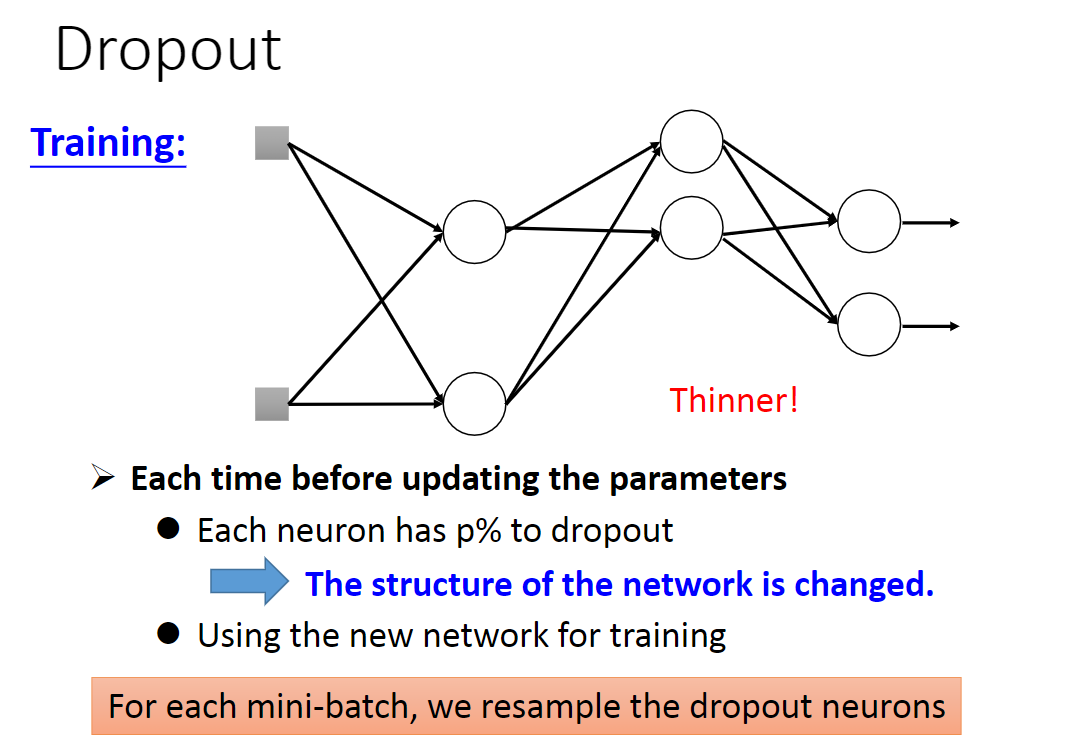 Dropout
Training:
Thinner!
➢ Each time before updating the parameters
● Each neuron has p% to dropout
The structure of the network is changed.
● Using the new network for training
For each mini-batch, we resample the dropout neurons